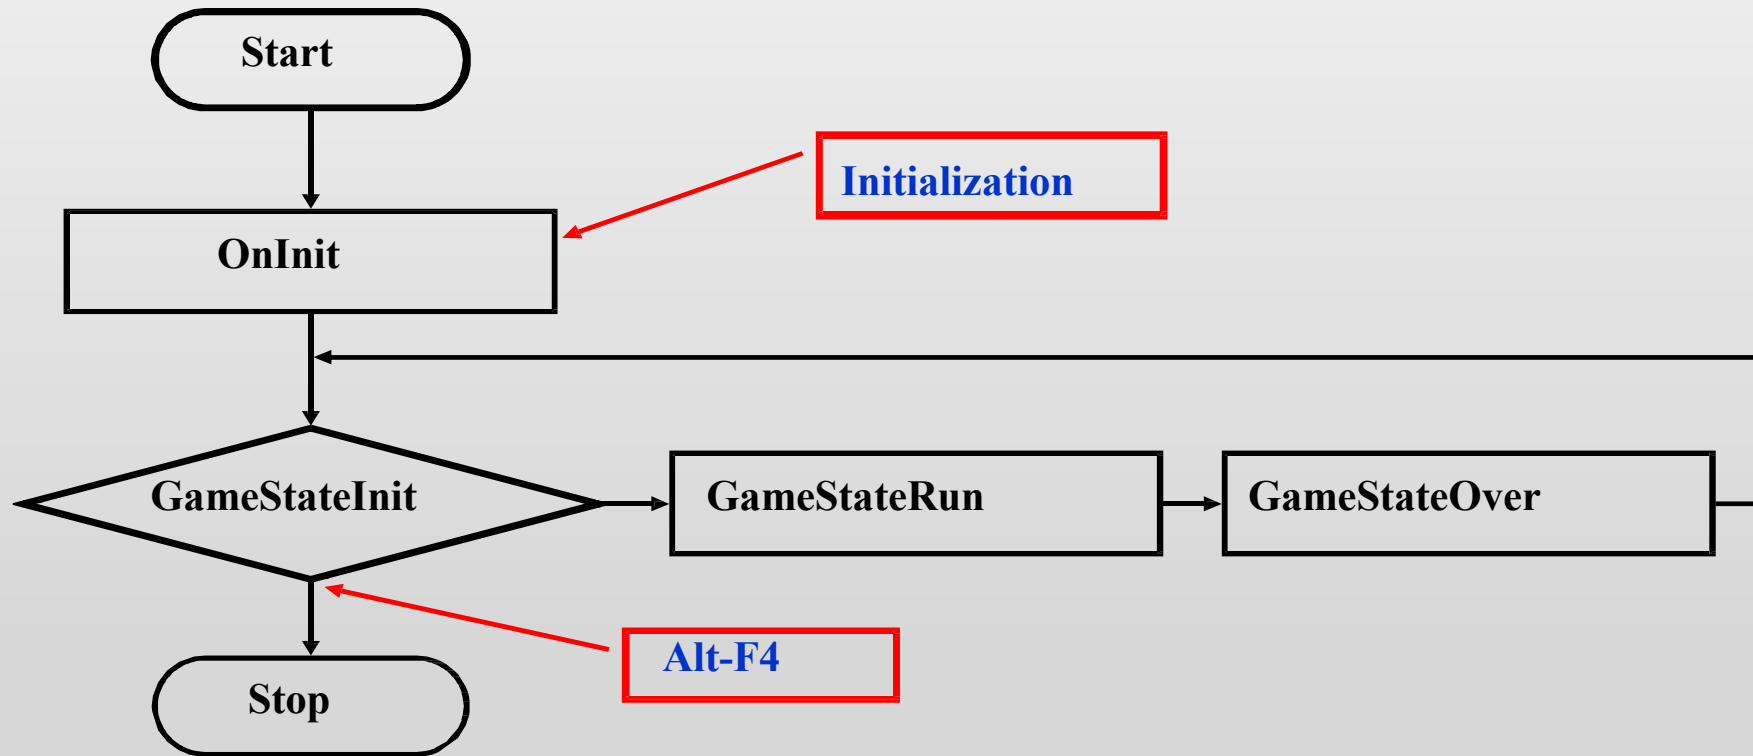 Start
Initialization
OnInit
GameStateInit
GameStateRun
GameStateOver
Alt-F4
Stop